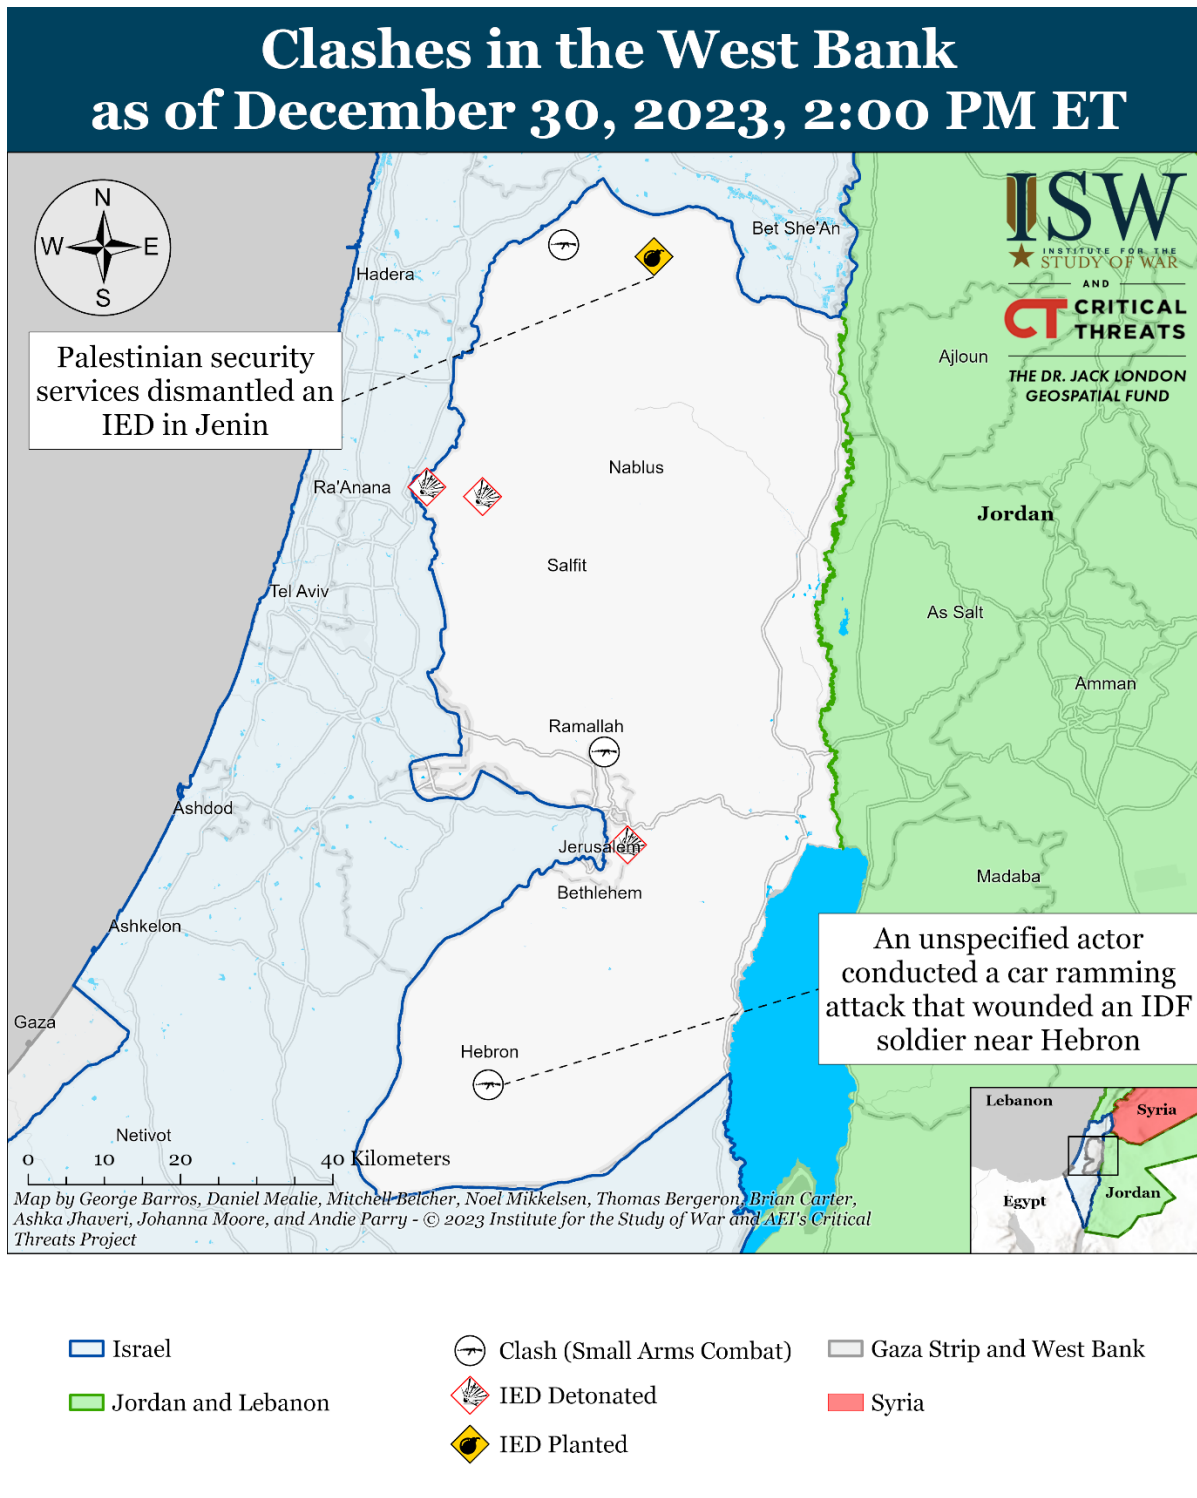 Clashes in the West Bank
as of December 30, 2023, 2:00 PM ET
N
W
E
S
ISW
INSTITUTE FOR THE
STUDY OF WAR
AND
CT CRITICAL
THREATS
THE DR. JACK LONDON
GEOSPATIAL FUND
Bet She'An
Hadera
Palestinian security
services dismantled an
IED in Jenin
Ajloun
Nablus
Ra'Anana
Jordan
Salfit
Tel Aviv
As Salt
Amman
Ramallah
Ashdod
Jerusalem
Madaba
Bethlehem
Ashkelon
An unspecified actor
conducted a car ramming
attack that wounded an IDF
soldier near Hebron
Gaza
Hebron
Netivot
0 10 20 40 Kilometers
Lebanon
Syria
Jordan
Egypt
Map by George Barros, Daniel Mealie, Mitchell Belcher, Noel Mikkelsen, Thomas Bergeron, Brian Carter,
Ashka Jhaveri, Johanna Moore, and Andie Parry - © 2023 Institute for the Study of War and AEI's Critical
Threats Project
Israel
Jordan and Lebanon
Clash (Small Arms Combat)
IED Detonated
IED Planted
Gaza Strip and West Bank
Syria